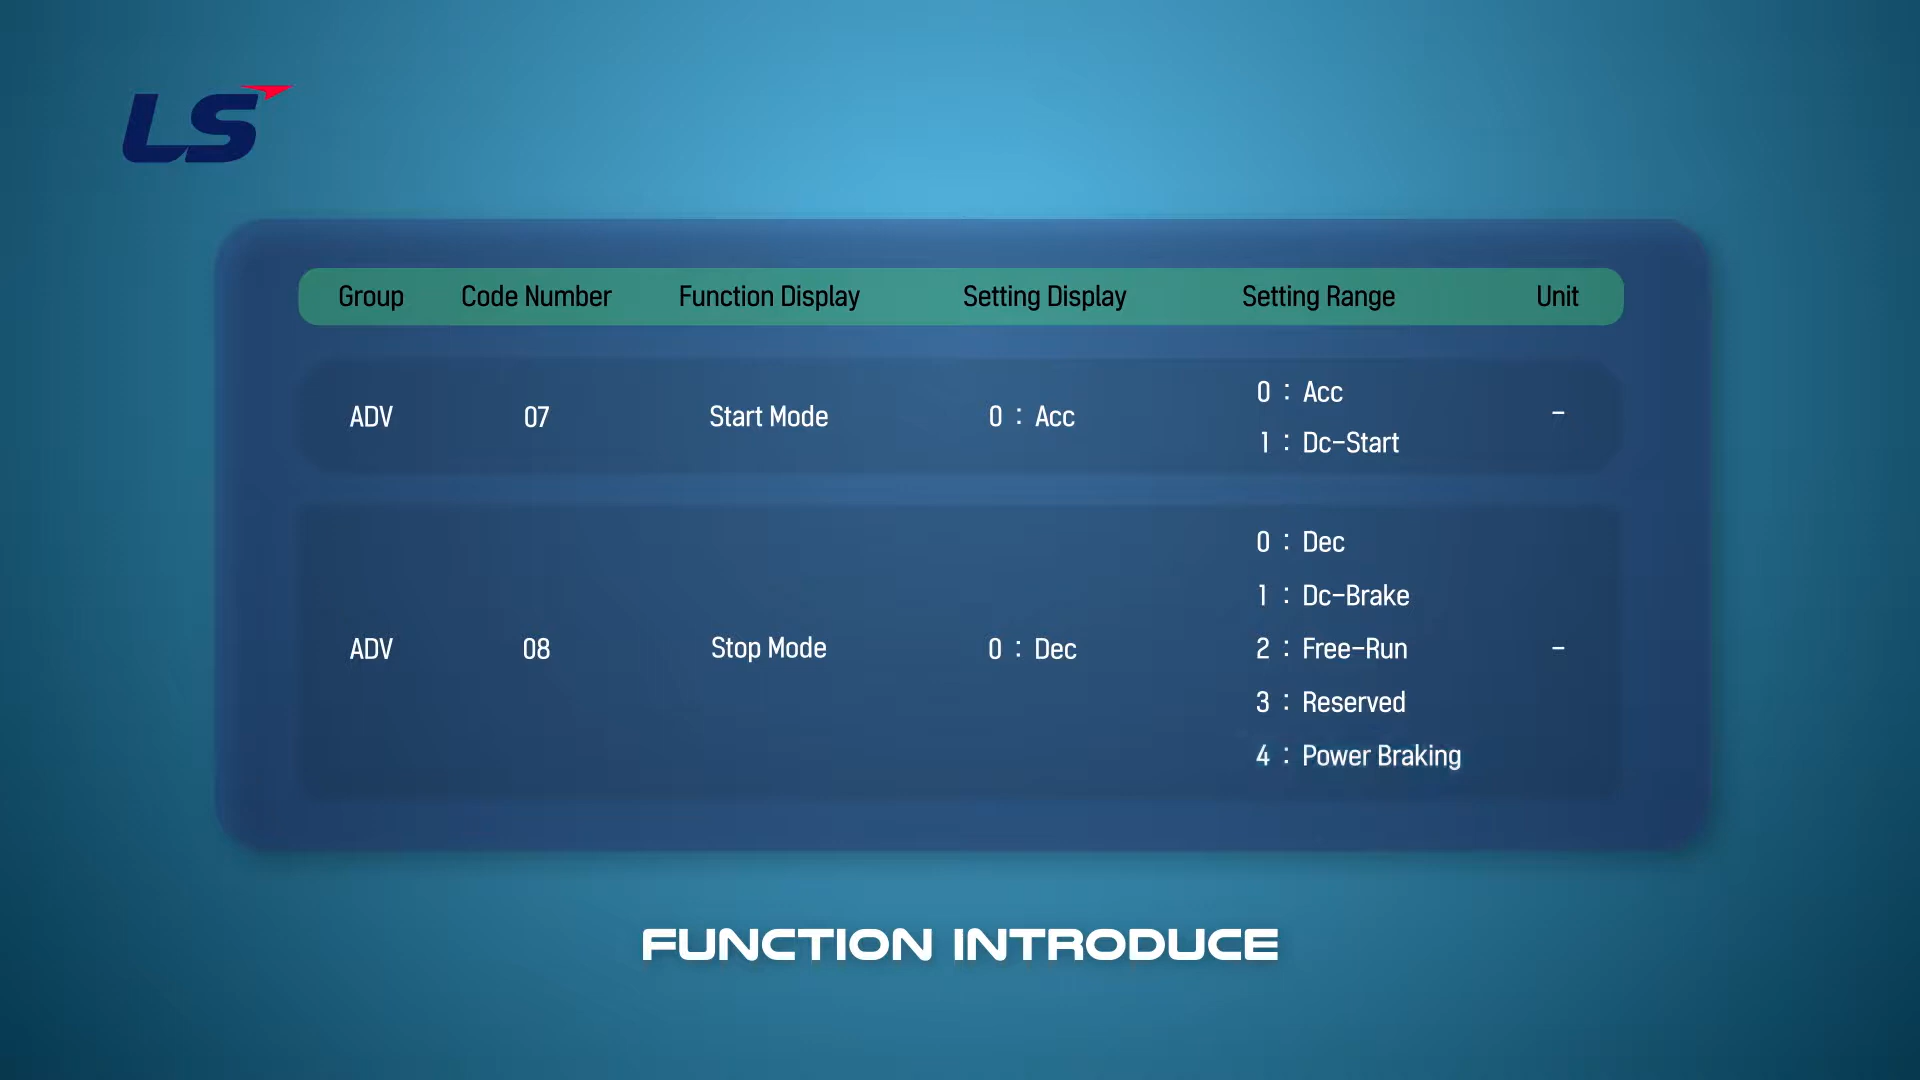 LS
Group Code Number Function Display Setting Display Setting Range Unit
ADV 07 Start Mode 0 : Acc 0 : Acc -
1 : Dc-Start
0 : Dec
1 : Dc-Brake
ADV 08 Stop Mode 0 : Dec 2 : Free-Run -
3 : Reserved
4 : Power Braking
FUNCTION INTRODUCE